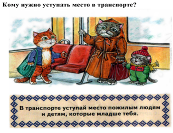 Кому нужно уступать место в транспорте?
В транспорте уступай место пожилым людям
и детям, которые младше тебя.